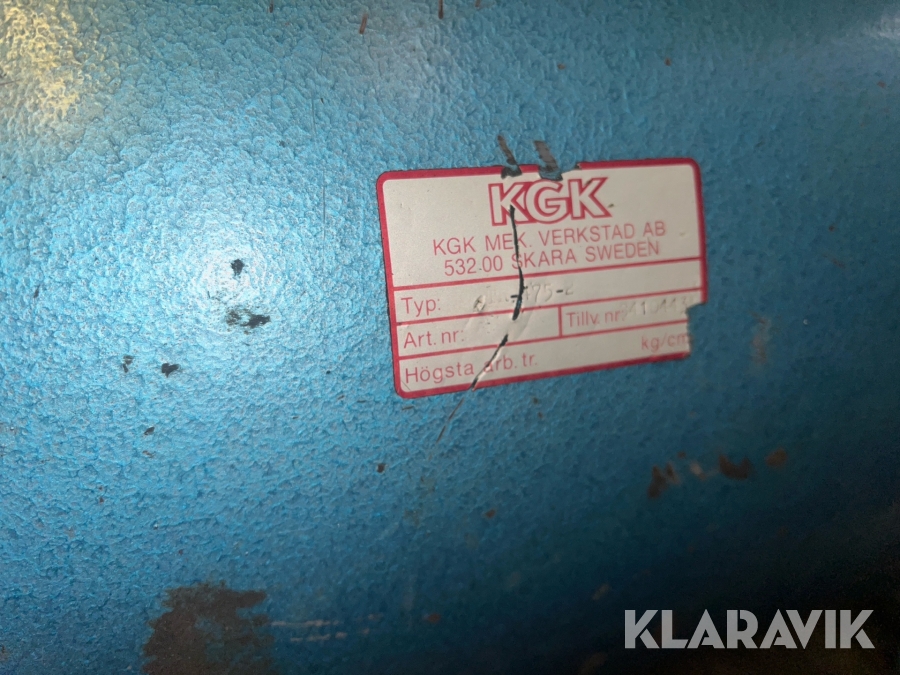 KGK
KGK MEK. VERKSTAD AB
532 00 SKARA SWEDEN
Typ:
Art.nr:
Tillv. nr:
Högsta arb. tr. kg/cm
KLARAVIK